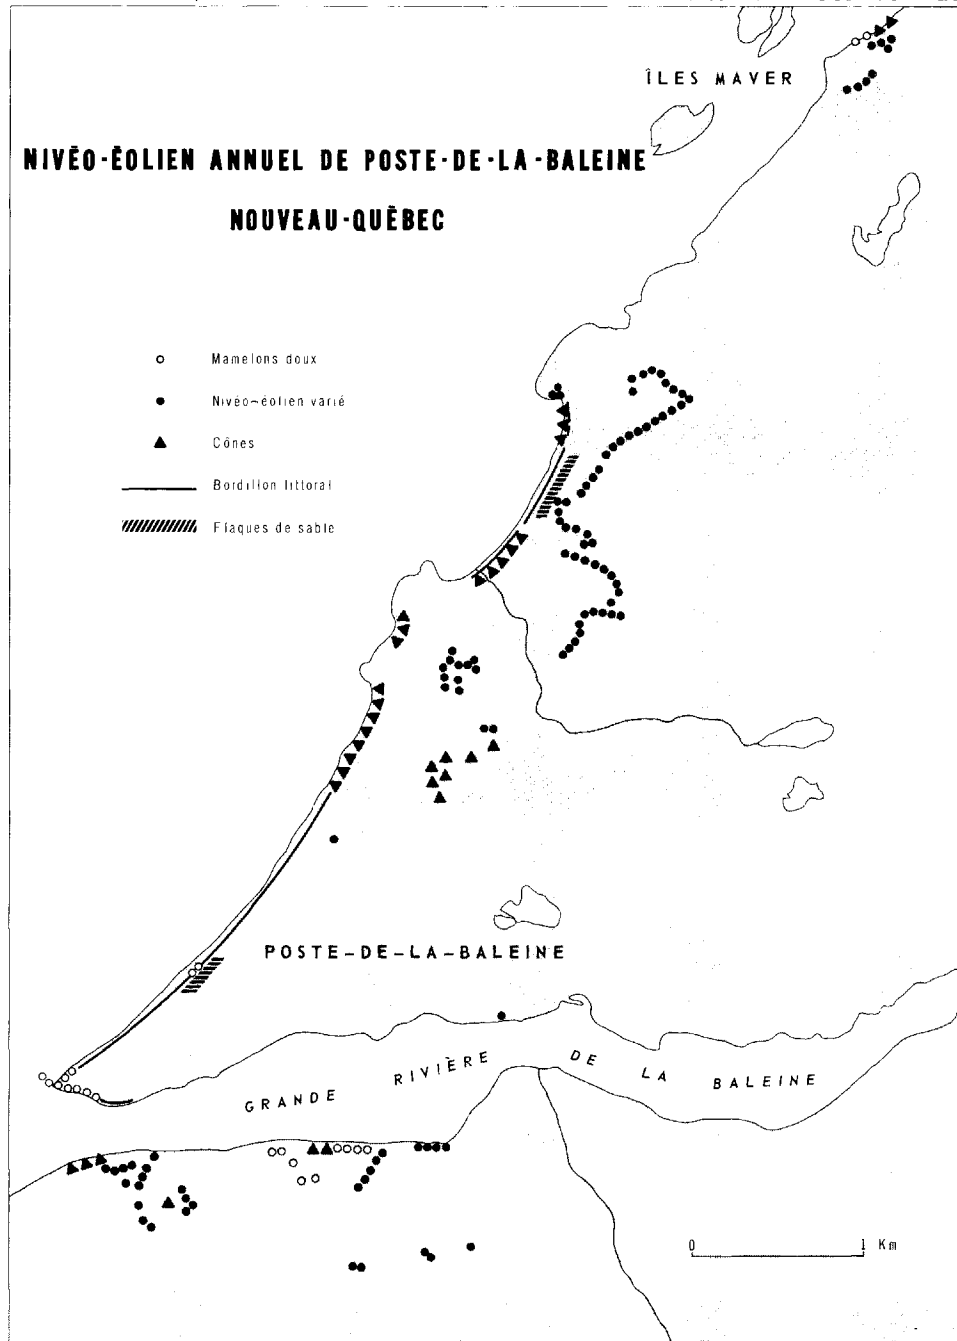 ÎLES MAVER
NIVÉO-ÉOLIEN ANNUEL DE POSTE-DE-LA-BALEINE
NOUVEAU-QUÉBEC
Mamelons doux
Nivéo-éolien varié
Cônes
Bordillon littoral
Flaques de sable
POSTE-DE-LA-BALEINE
GRANDE RIVIÈRE DE LA BALEINE
0 1 Km